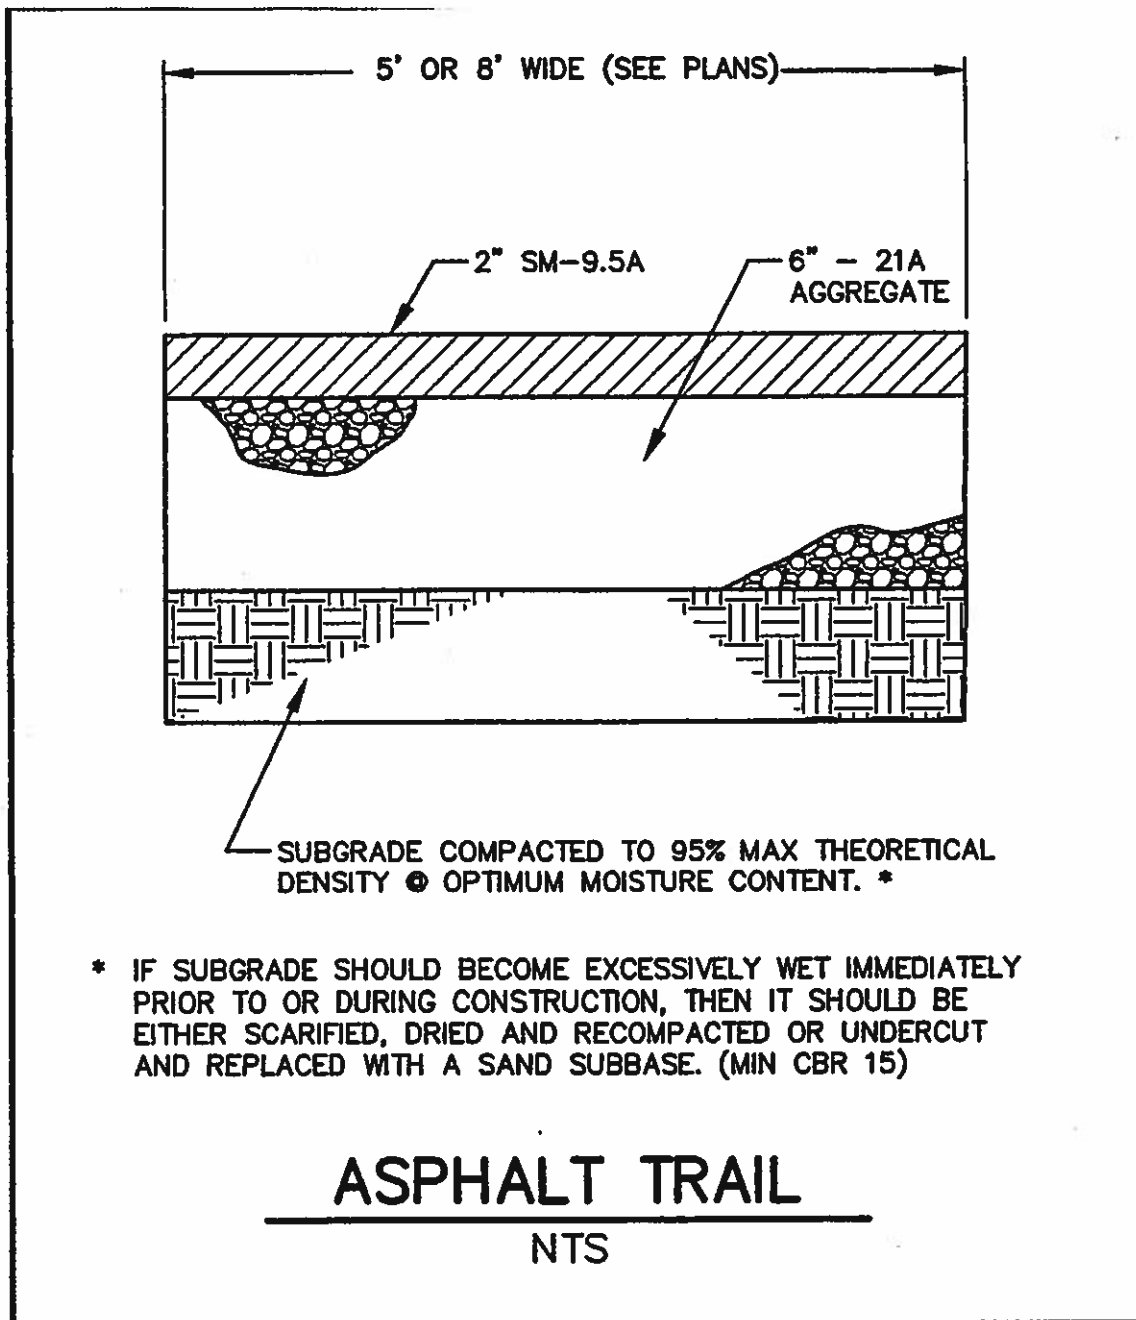 5' OR 8' WIDE (SEE PLANS)
2" SM-9.5A
6" - 21A
AGGREGATE
SUBGRADE COMPACTED TO 95% MAX THEORETICAL
DENSITY @ OPTIMUM MOISTURE CONTENT. *
* IF SUBGRADE SHOULD BECOME EXCESSIVELY WET IMMEDIATELY
PRIOR TO OR DURING CONSTRUCTION, THEN IT SHOULD BE
EITHER SCARIFIED, DRIED AND RECOMPACTED OR UNDERCUT
AND REPLACED WITH A SAND SUBBASE. (MIN CBR 15)
ASPHALT TRAIL
NTS